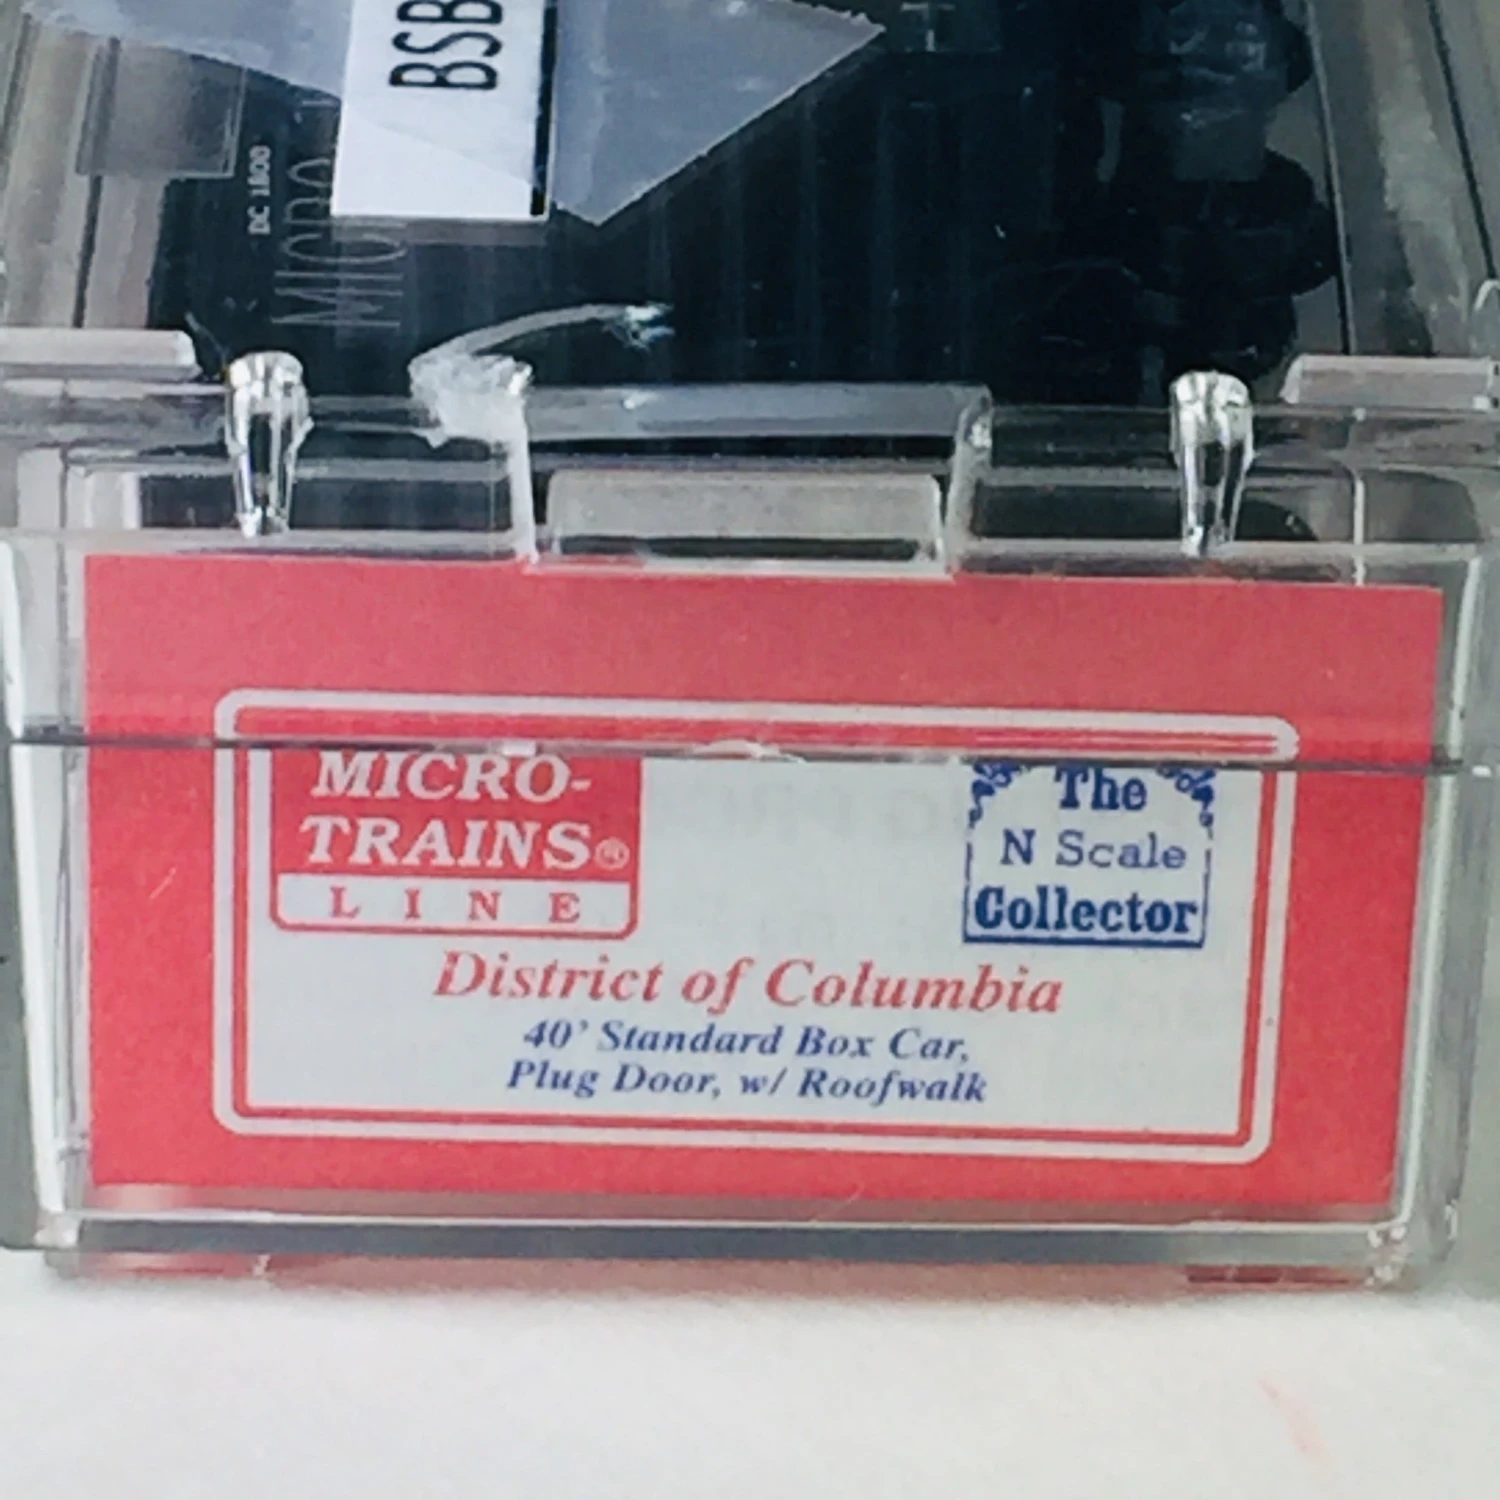 BSB
DC 1800
MICRO
MICRO-
TRAINS®
LINE
The
N Scale
Collector
District of Columbia
40' Standard Box Car,
Plug Door, w/ Roofwalk